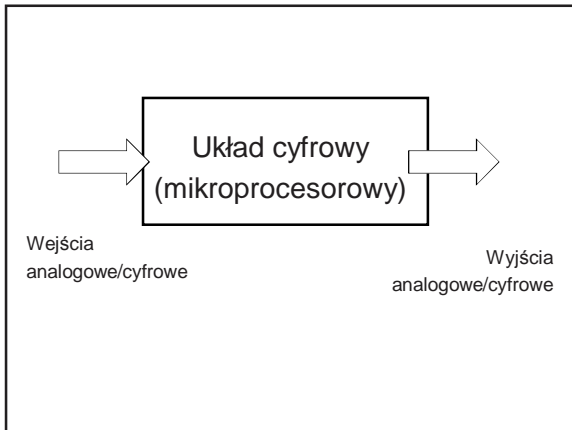 Układ cyfrowy
(mikroprocesorowy)
Wejścia
analogowe/cyfrowe
Wyjścia
analogowe/cyfrowe